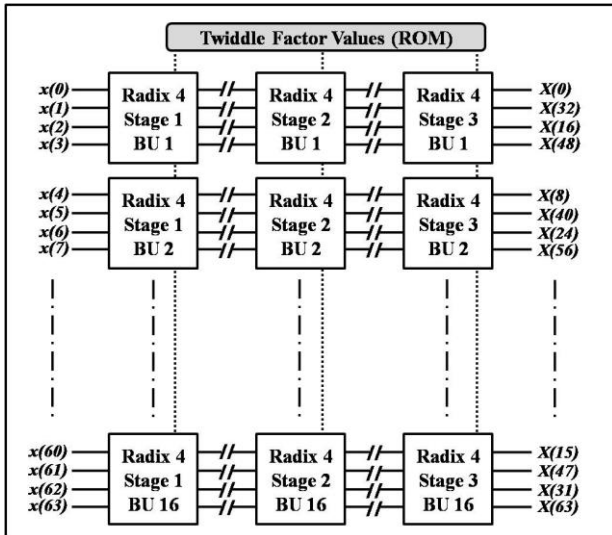 Twiddle Factor Values (ROM)
x(0) Radix 4 Radix 4 Radix 4 X(0)
x(1) Stage 1 Stage 2 Stage 3 X(32)
x(2) BU 1 BU 1 BU 1 X(16)
x(3) X(48)
x(4) Radix 4 Radix 4 Radix 4 X(8)
x(5) Stage 1 Stage 2 Stage 3 X(40)
x(6) BU 2 BU 2 BU 2 X(24)
x(7) X(56)
x(60) Radix 4 Radix 4 Radix 4 X(15)
x(61) Stage 1 Stage 2 Stage 3 X(47)
x(62) BU 16 BU 16 BU 16 X(31)
x(63) X(63)